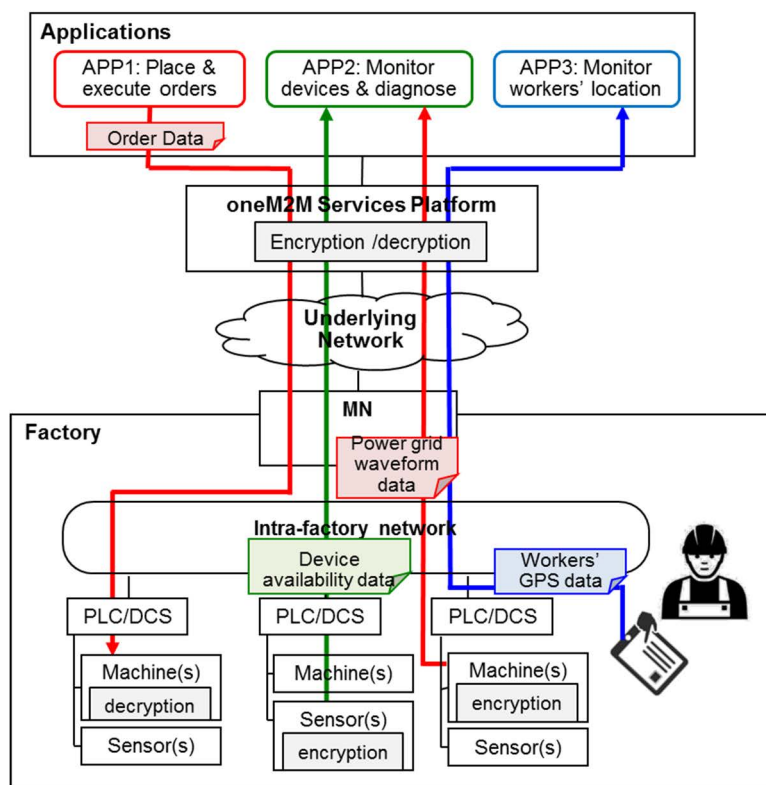 Applications
APP1: Place &
execute orders
APP2: Monitor
devices & diagnose
APP3: Monitor
workers' location
Order Data
oneM2M Services Platform
Encryption /decryption
Underlying
Network
MN
Factory
Power grid
waveform
data
Intra-factory network
Device
availability data
Workers'
GPS data
PLC/DCS
PLC/DCS
PLC/DCS
Machine(s)
decryption
Sensor(s)
Machine(s)
Sensor(s)
encryption
Machine(s)
encryption
Sensor(s)